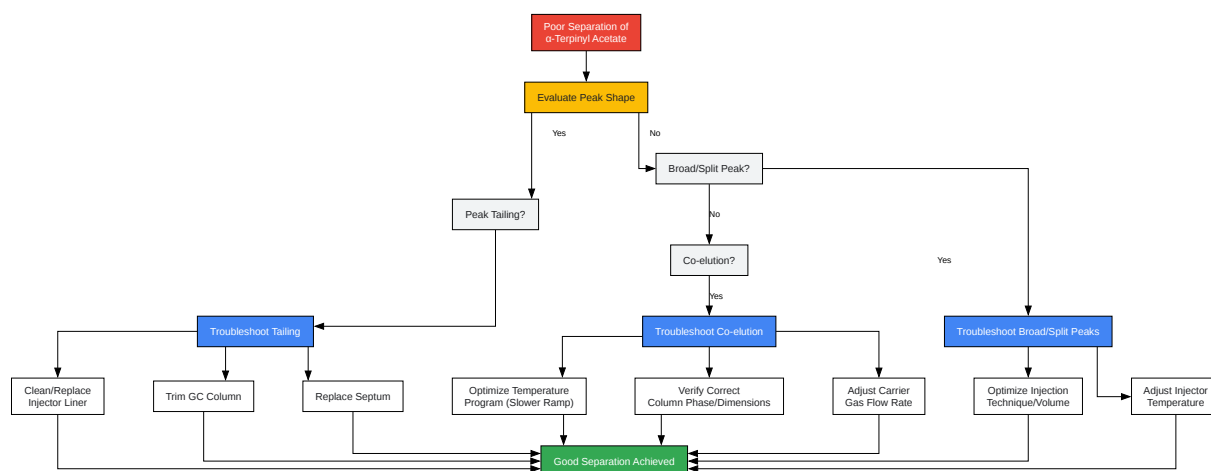 Poor Separation of
α-Terpinyl Acetate
Evaluate Peak Shape
Yes
No
Broad/Split Peak?
Peak Tailing?
No
Co-elution?
Yes
Yes
Troubleshoot Tailing
Troubleshoot Co-elution
Troubleshoot Broad/Split Peaks
Clean/Replace
Injector Liner
Trim GC Column
Replace Septum
Optimize Temperature
Program (Slower Ramp)
Verify Correct
Column Phase/Dimensions
Adjust Carrier
Gas Flow Rate
Optimize Injection
Technique/Volume
Adjust Injector
Temperature
Good Separation Achieved